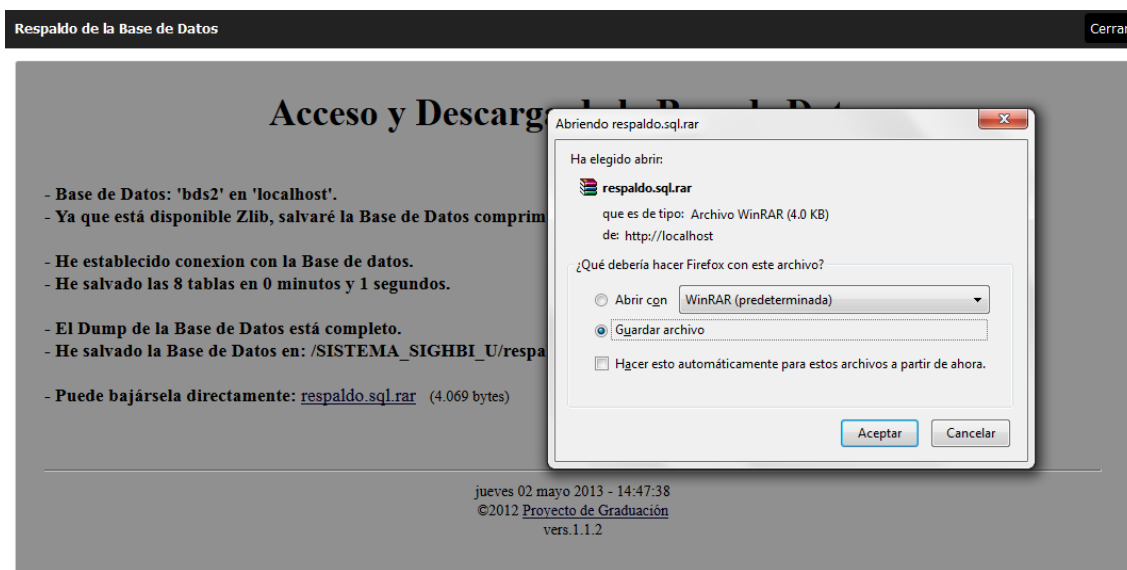 Respaldo de la Base de Datos
Cerrar
Acceso y Descarga
- Base de Datos: 'bds2' en 'localhost'.
- Ya que está disponible Zlib, salvaré la Base de Datos
- He establecido conexion con la Base de datos.
- He salvado las 8 tablas en 0 minutos y 1 segundos.
- El Dump de la Base de Datos está completo.
- He salvado la Base de Datos en: /SISTEMA_SIGHBI_U/
- Puede bajársela directamente: respaldo.sql.rar (4.069 bytes)
Abriendo respaldo.sql.rar
Ha elegido abrir:
respaldo.sql.rar
que es de tipo: Archivo WinRAR (4.0 KB)
de: http://localhost
¿Qué debería hacer Firefox con este archivo?
Abrir con WinRAR (predeterminada)
Guardar archivo
Hacer esto automáticamente para estos archivos a partir de ahora.
Aceptar Cancelar
jueves 02 mayo 2013 - 14:47:38
©2012 Proyecto de Graduación
vers.1.1.2